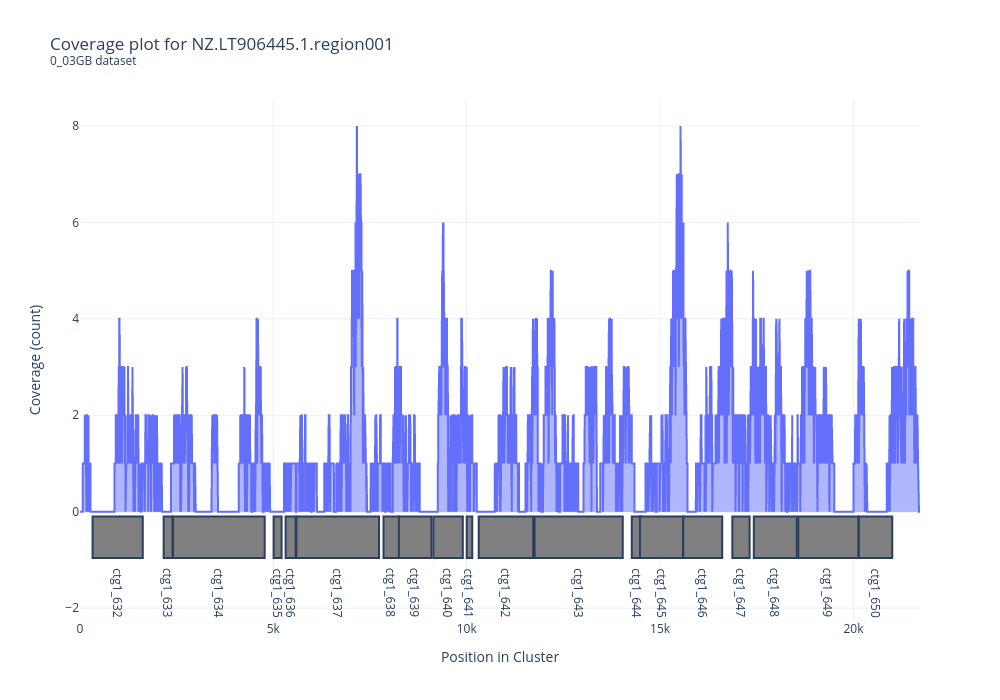 Coverage plot for NZ.LT906445.1.region001
0_03GB dataset
8
6
4
2
0
−2
Coverage (count)
ctg1_632
ctg1_633
ctg1_634
ctg1_635
ctg1_636
ctg1_637
ctg1_638
ctg1_639
ctg1_640
ctg1_641
ctg1_642
ctg1_643
ctg1_644
ctg1_645
ctg1_646
ctg1_647
ctg1_648
ctg1_649
ctg1_650
0
5k
10k
15k
20k
Position in Cluster